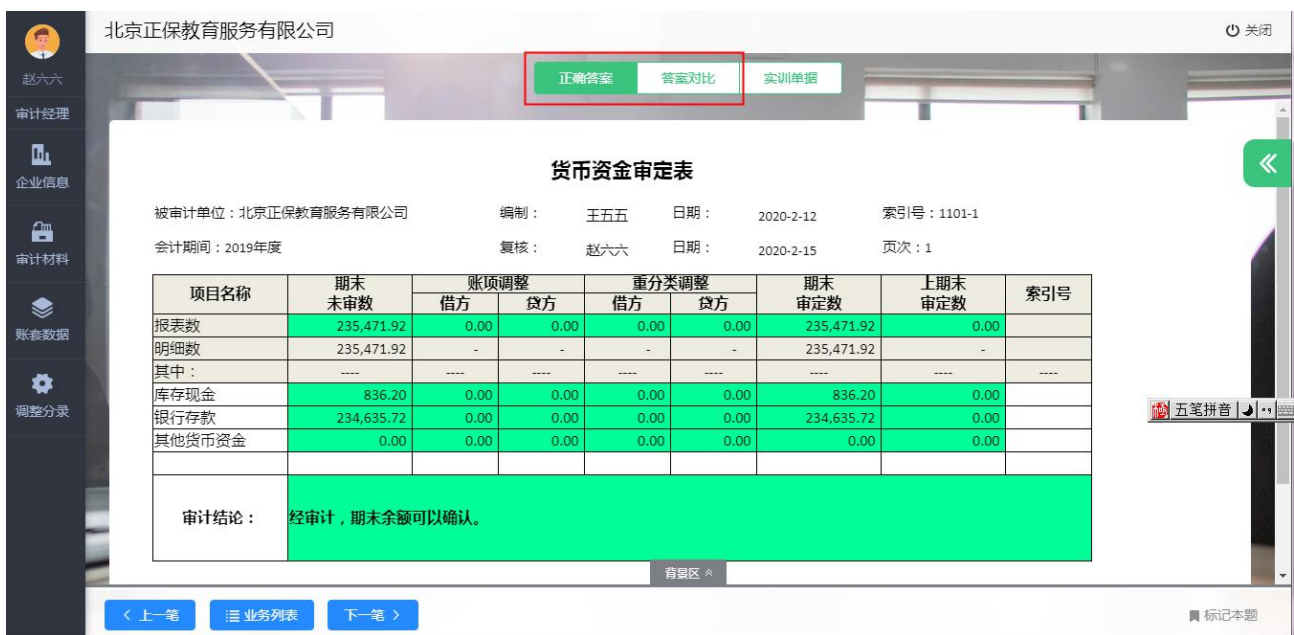 北京正保教育服务有限公司
关闭
赵六六
审计经理
企业信息
审计材料
账套数据
调整分录
正确答案 答案对比 实训单据
货币资金审定表
被审计单位：北京正保教育服务有限公司 编制： 王五五 日期： 2020-2-12 索引号：1101-1
会计期间：2019年度 复核： 赵六六 日期： 2020-2-15 页次：1
项目名称 期末未审数 账项调整 重分类调整 期末审定数 上期末审定数 索引号
借方 贷方 借方 贷方
报表数 235,471.92 0.00 0.00 0.00 0.00 235,471.92 0.00
明细数 235,471.92 - - - - 235,471.92 -
其中： ---- ---- ---- ---- ---- ---- ---- ----
库存现金 836.20 0.00 0.00 0.00 0.00 836.20 0.00
银行存款 234,635.72 0.00 0.00 0.00 0.00 234,635.72 0.00
其他货币资金 0.00 0.00 0.00 0.00 0.00 0.00 0.00
审计结论： 经审计，期末余额可以确认。
五笔拼音
背景区
上一笔 业务列表 下一笔
标记本题